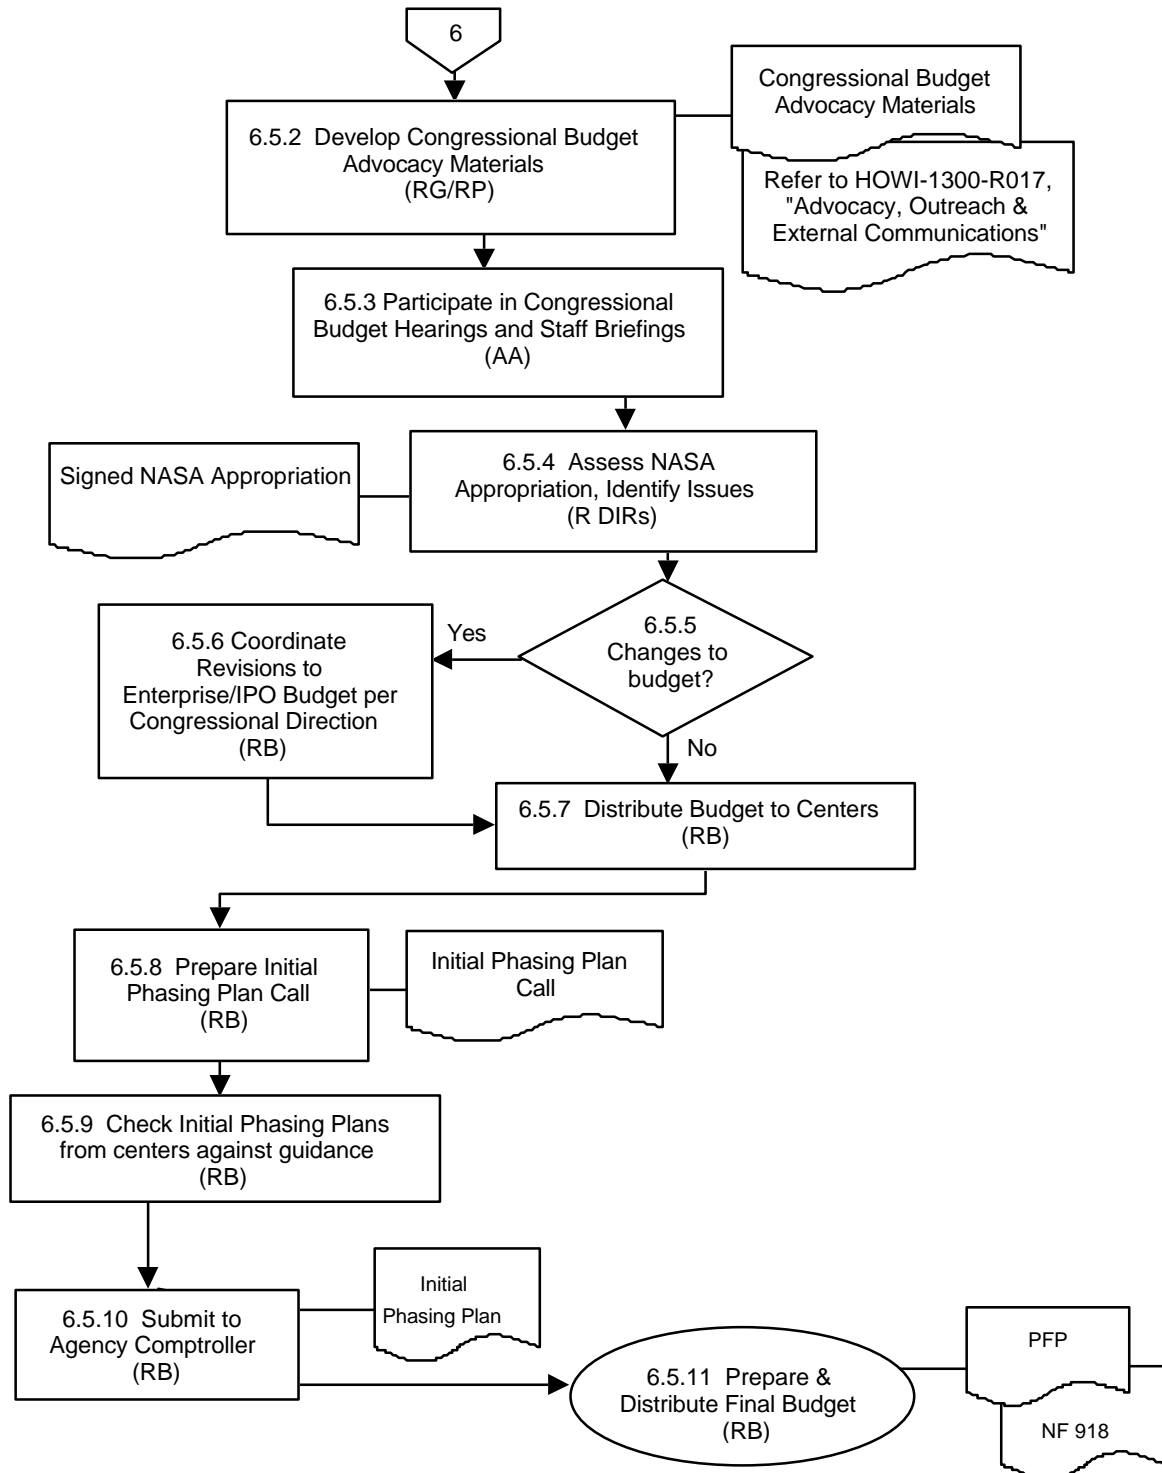 6
6.5.2 Develop Congressional Budget
Advocacy Materials
(RG/RP)
Congressional Budget
Advocacy Materials
Refer to HOWI-1300-R017,
"Advocacy, Outreach &
External Communications"
6.5.3 Participate in Congressional
Budget Hearings and Staff Briefings
(AA)
Signed NASA Appropriation
6.5.4 Assess NASA
Appropriation, Identify Issues
(R DIRs)
6.5.5
Changes to
budget?
Yes
No
6.5.6 Coordinate
Revisions to
Enterprise/IPO Budget per
Congressional Direction
(RB)
6.5.7 Distribute Budget to Centers
(RB)
6.5.8 Prepare Initial
Phasing Plan Call
(RB)
Initial Phasing Plan
Call
6.5.9 Check Initial Phasing Plans
from centers against guidance
(RB)
6.5.10 Submit to
Agency Comptroller
(RB)
Initial
Phasing Plan
6.5.11 Prepare &
Distribute Final Budget
(RB)
PFP
NF 918